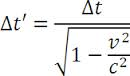 Δt′ = Δt / √(1 − v²/c²)